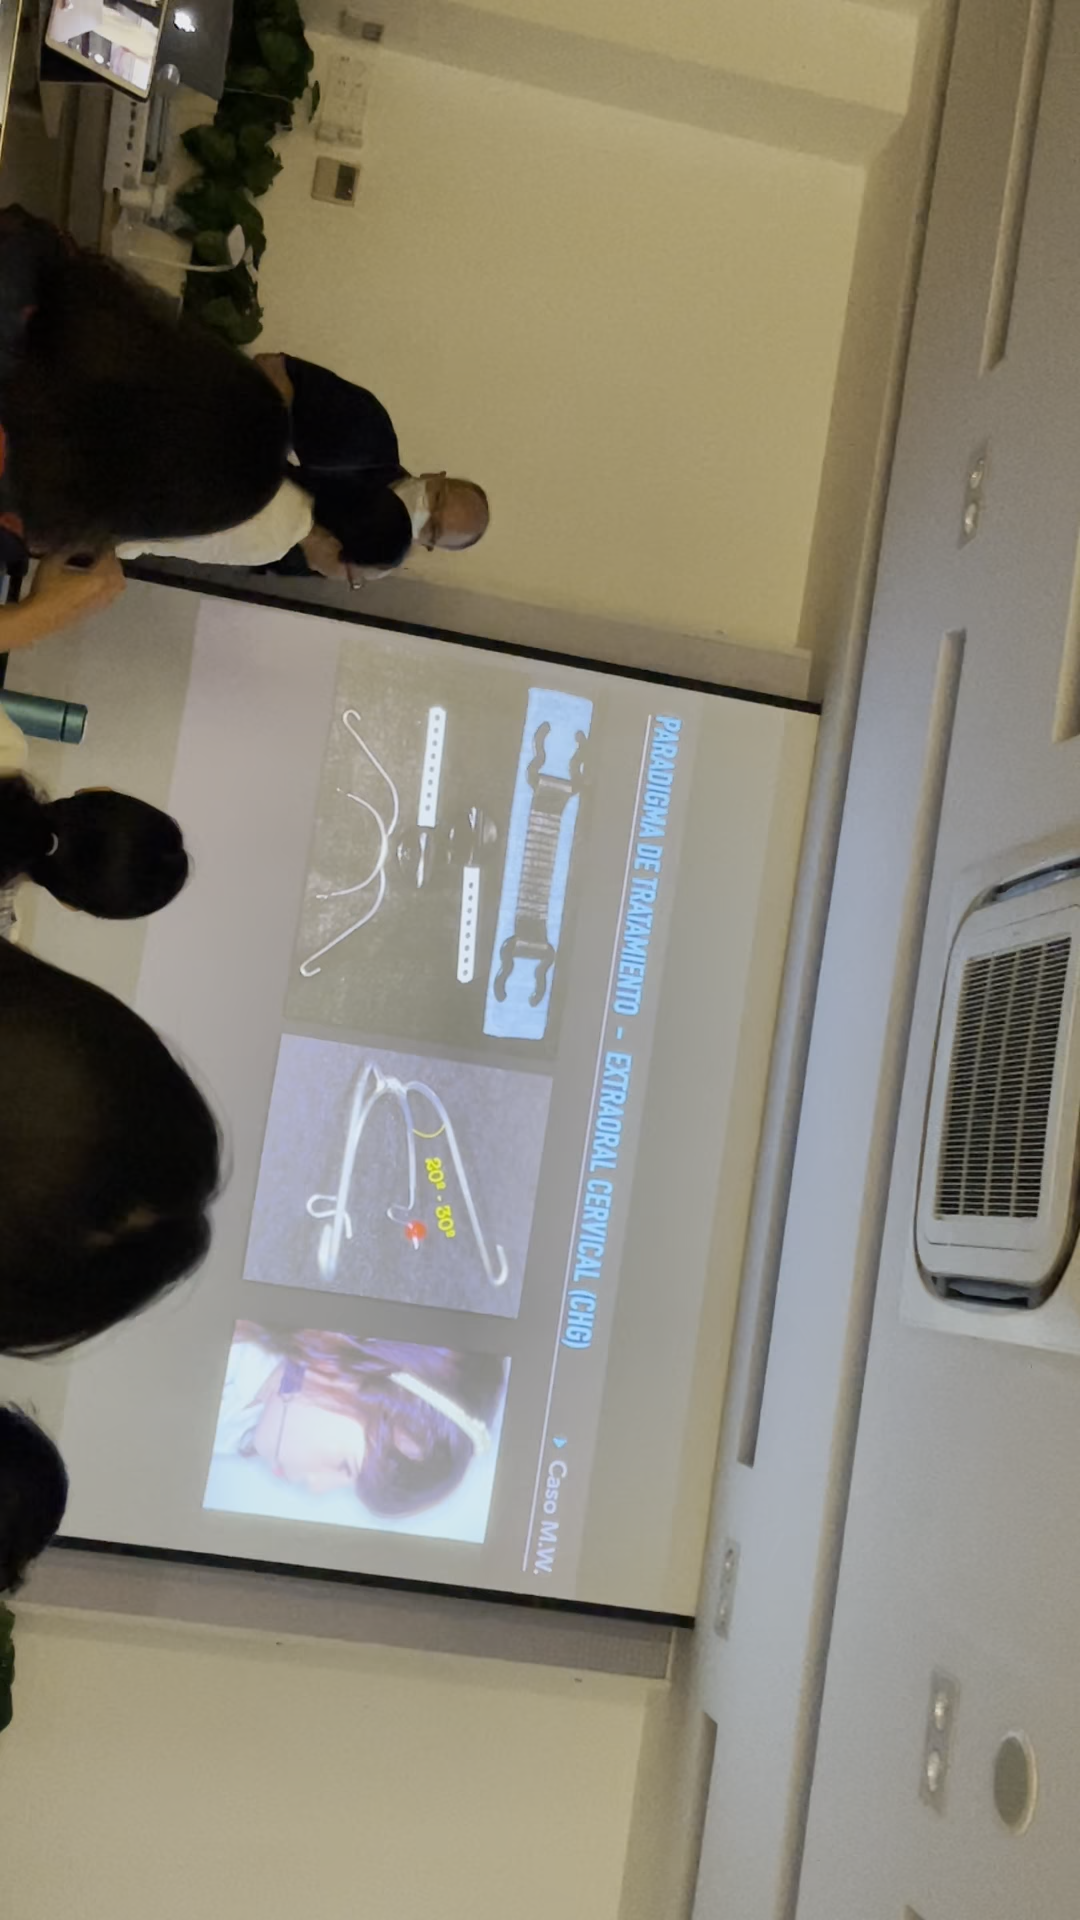 PARADIGMA DE TRATAMIENTO - EXTRAORAL CERVICAL (CHG)
Caso M.W.
20º - 30º